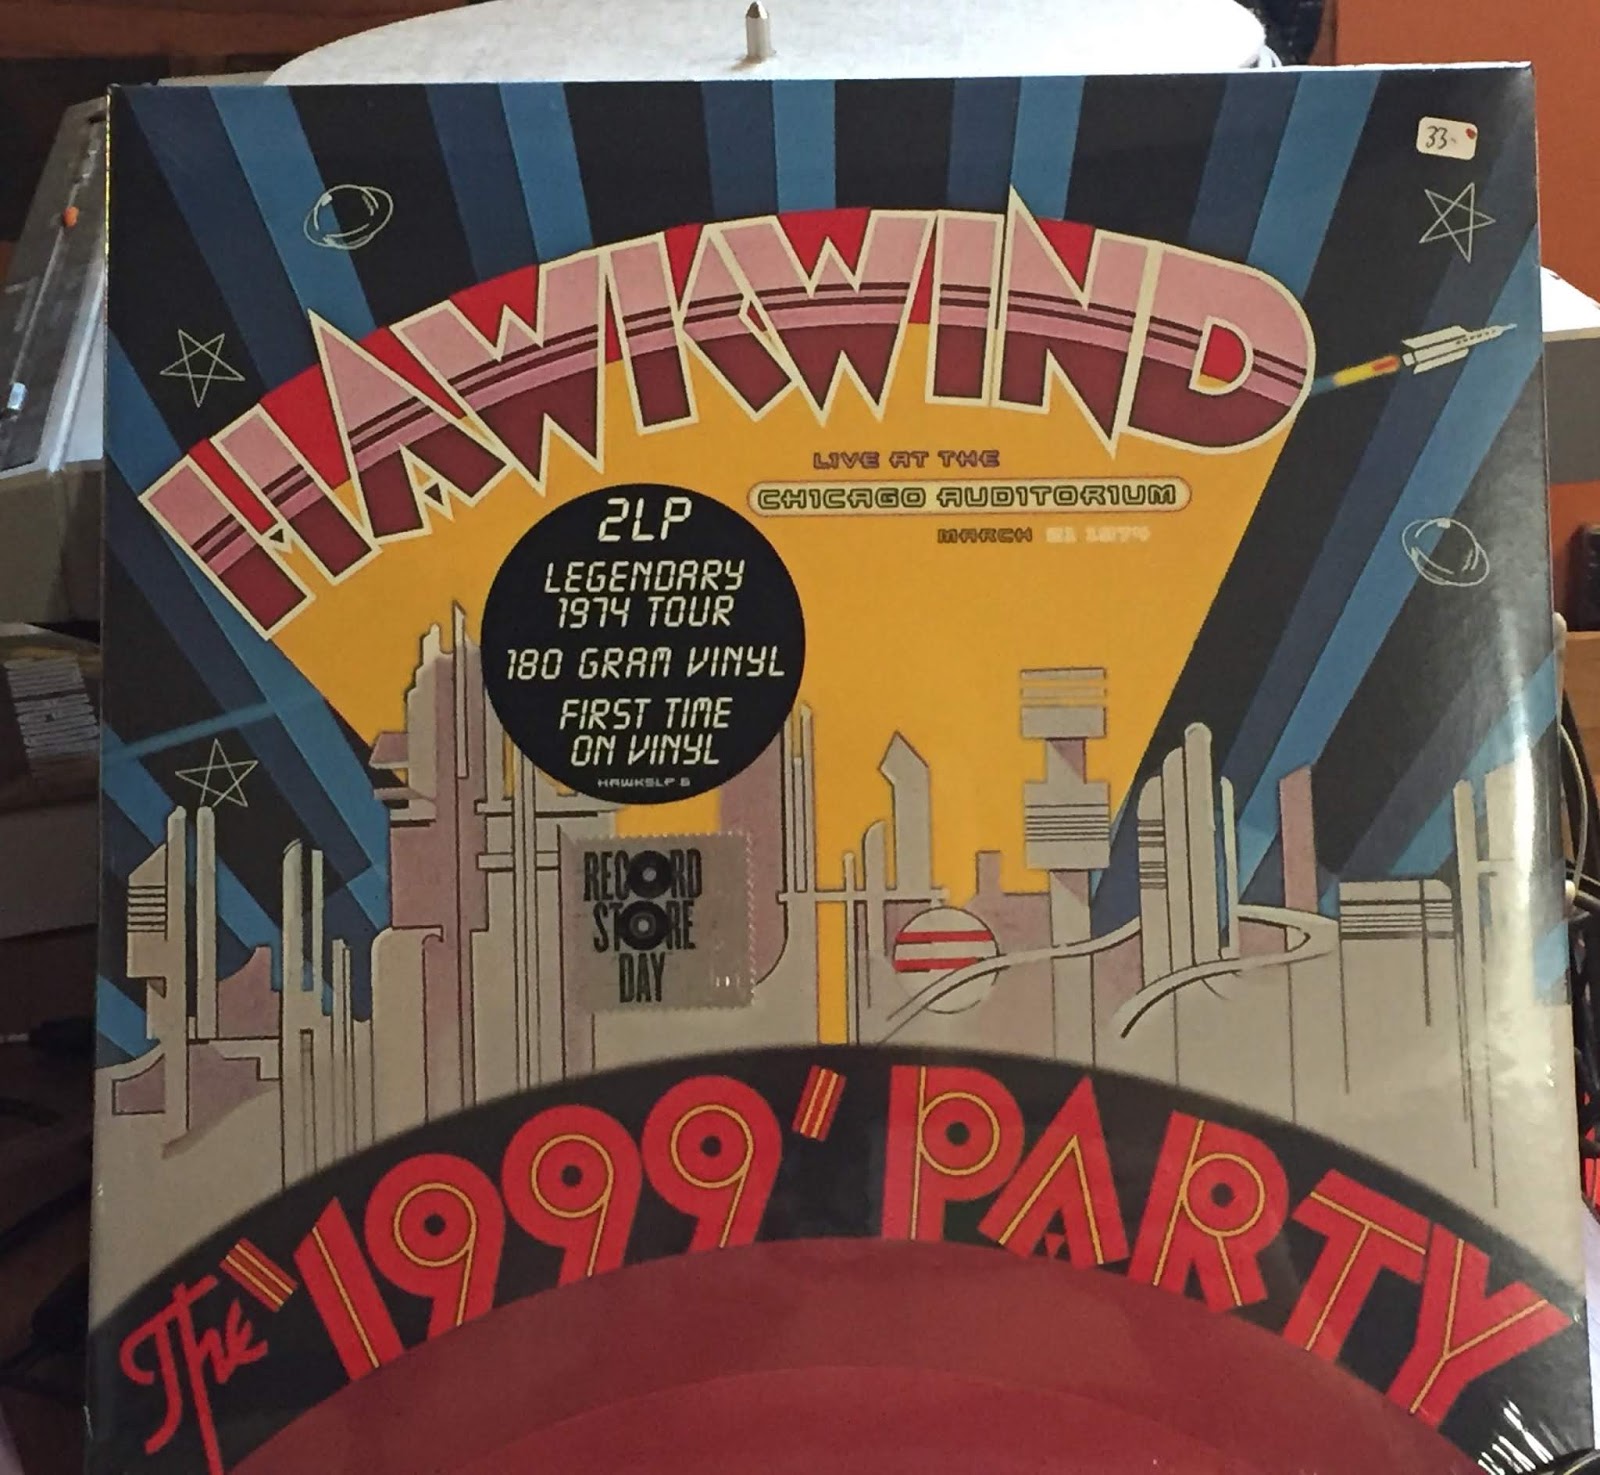 33-
HAWKWIND
LIVE AT THE
CHICAGO AUDITORIUM
MARCH 21 1974
2LP
LEGENDARY
1974 TOUR
180 GRAM VINYL
FIRST TIME
ON VINYL
HAWKSLP 6
RECORD
STORE
DAY
The "1999" PARTY